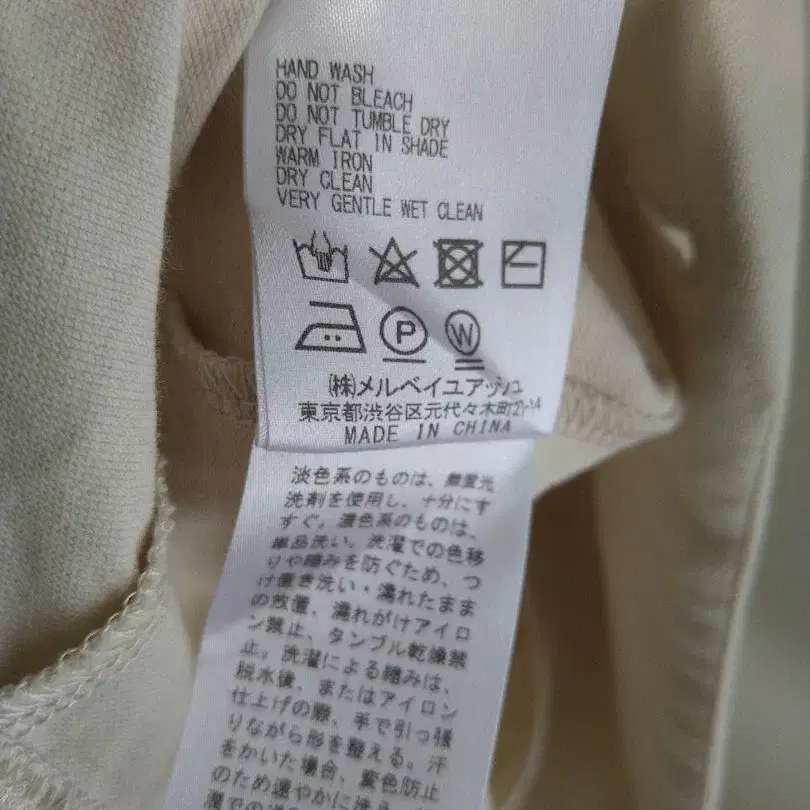 HAND WASH
DO NOT BLEACH
DO NOT TUMBLE DRY
DRY FLAT IN SHADE
WARM IRON
DRY CLEAN
VERY GENTLE WET CLEAN
P
W
(株)メルベイユアッシュ
東京都渋谷区元代々木町21-14
MADE IN CHINA
淡色系のものは、無蛍光
洗剤を使用し、十分にす
すぐ。濃色系のものは、
単品洗い。洗濯での色移
りや縮みを防ぐため、つ
け置き洗い・濡れたまま
の放置、濡れがけアイロ
ン禁止、タンブル乾燥禁
止。洗濯による縮みは、
脱水後、またはアイロン
仕上げの際、手で引っ張
りながら形を整える。汗
をかいた場合、変色防止
のため速やかに洗う。